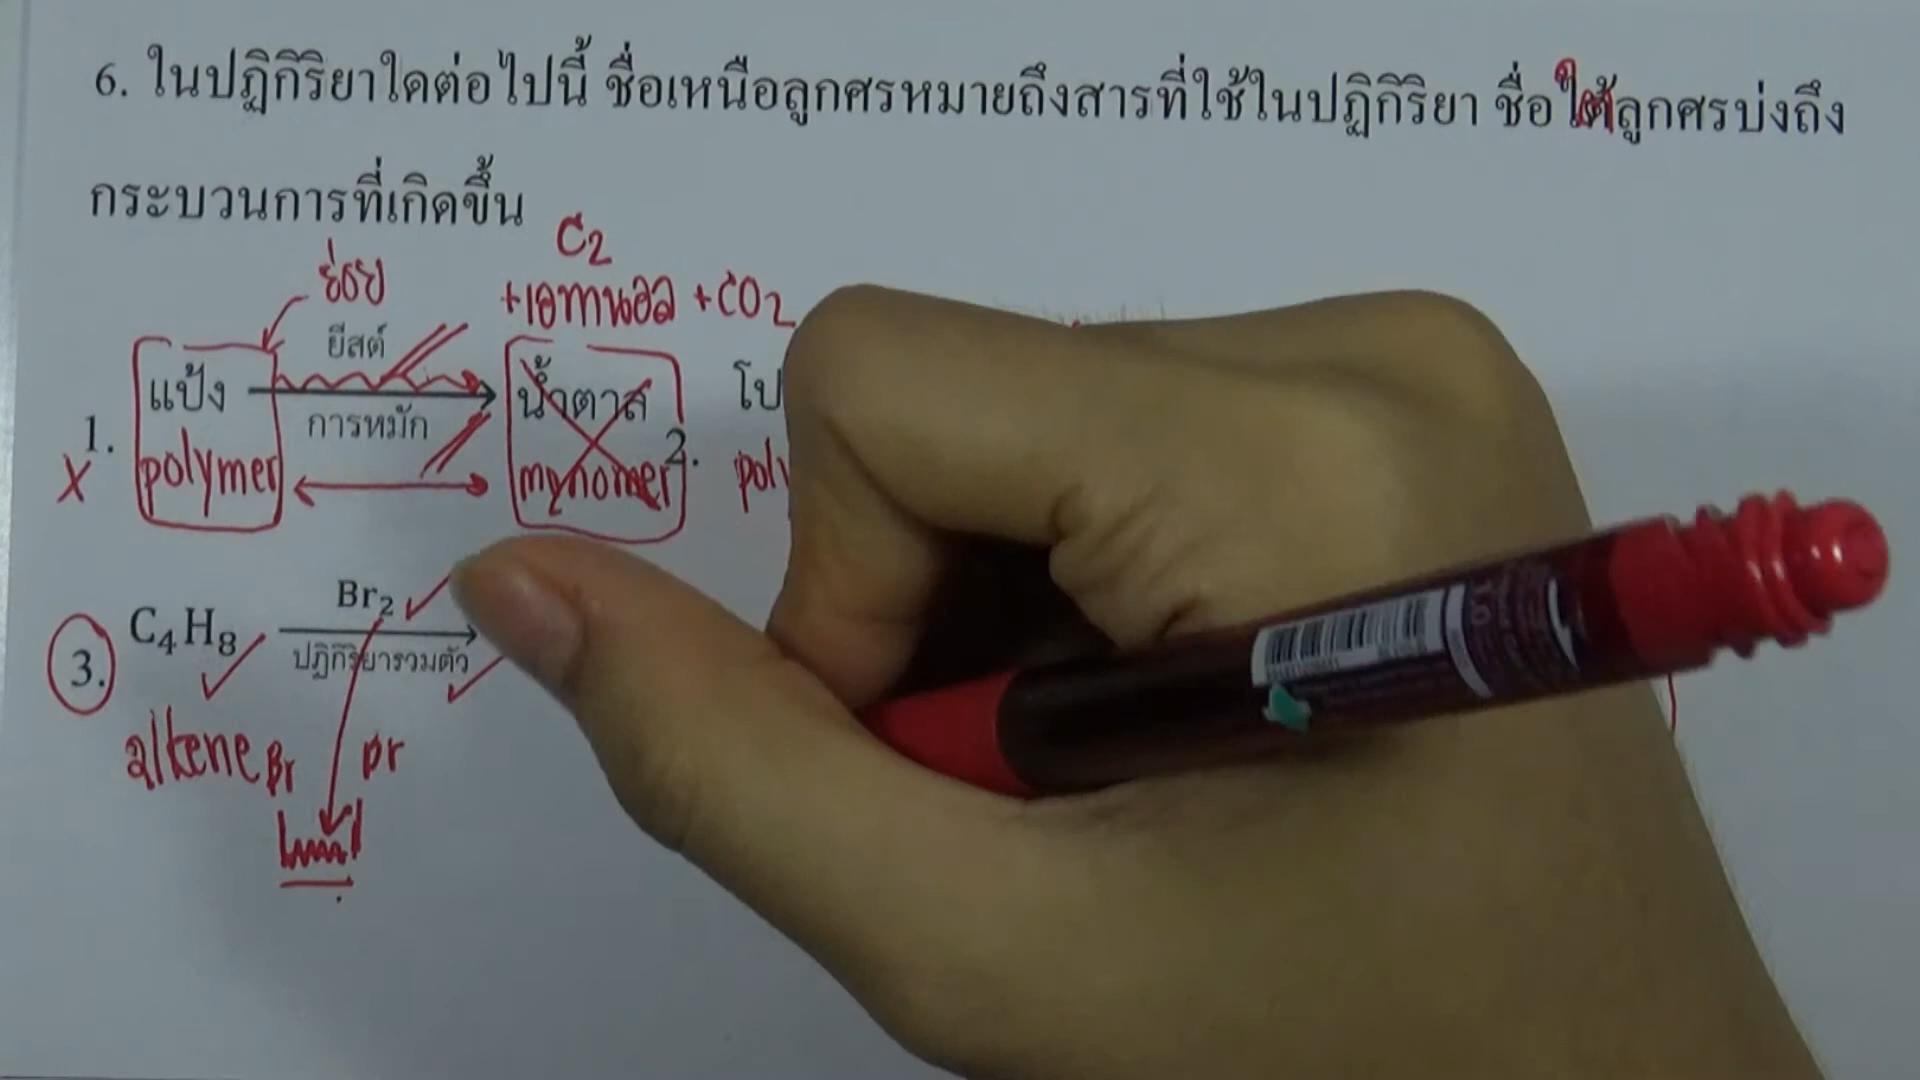 6. ในปฏิกิริยาใดต่อไปนี้ ชื่อเหนือลูกศรหมายถึงสารที่ใช้ในปฏิกิริยา ชื่อใต้ลูกศรบ่งถึง
กระบวนการที่เกิดขึ้น
C2
ย่อย
+เอทานอล +CO2
ยีสต์
แป้ง น้ำตาล โป
การหมัก
1. 2.
X polymer monomer poly
Br₂
C₄H₈
ปฏิกิริยารวมตัว
3.
alkene Br Br